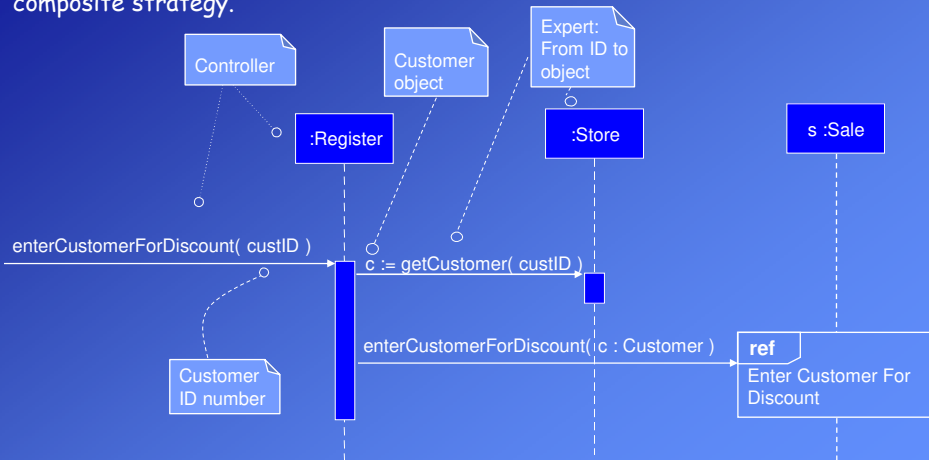 composite strategy.
Controller
Customer
object
Expert:
From ID to
object
:Register
:Store
s :Sale
enterCustomerForDiscount( custID )
c := getCustomer( custID )
enterCustomerForDiscount( c : Customer )
ref
Enter Customer For
Discount
Customer
ID number